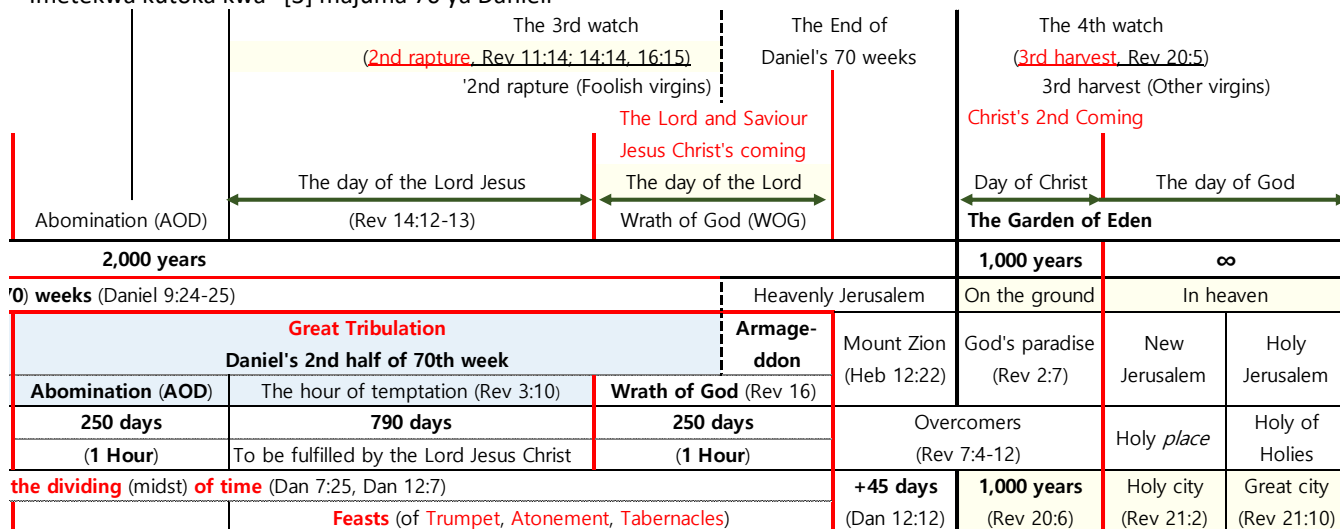 imetekwa kutoka kwa [5] majuma 70 ya Danieli
The 3rd watch
The End of
The 4th watch
(2nd rapture, Rev 11:14; 14:14, 16:15)
Daniel's 70 weeks
(3rd harvest, Rev 20:5)
'2nd rapture (Foolish virgins)
3rd harvest (Other virgins)
The Lord and Saviour
Christ's 2nd Coming
Jesus Christ's coming
The day of the Lord Jesus
The day of the Lord
Day of Christ
The day of God
Abomination (AOD)
(Rev 14:12-13)
Wrath of God (WOG)
The Garden of Eden
2,000 years
1,000 years
∞
70) weeks (Daniel 9:24-25)
Heavenly Jerusalem
On the ground
In heaven
Great Tribulation
Daniel's 2nd half of 70th week
Armage-
ddon
Mount Zion
(Heb 12:22)
God's paradise
(Rev 2:7)
New
Jerusalem
Holy
Jerusalem
Abomination (AOD)
The hour of temptation (Rev 3:10)
Wrath of God (Rev 16)
250 days
790 days
250 days
Overcomers
(Rev 7:4-12)
Holy place
Holy of
Holies
(1 Hour)
To be fulfilled by the Lord Jesus Christ
(1 Hour)
the dividing (midst) of time (Dan 7:25, Dan 12:7)
+45 days
(Dan 12:12)
1,000 years
(Rev 20:6)
Holy city
(Rev 21:2)
Great city
(Rev 21:10)
Feasts (of Trumpet, Atonement, Tabernacles)